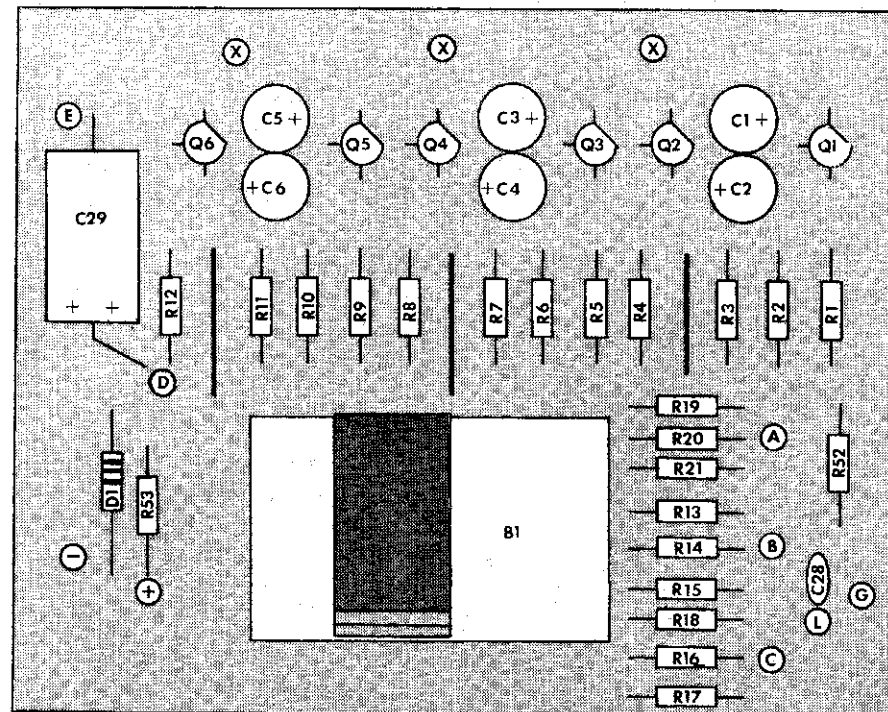 X X X
E
Q6 C5 + Q5 Q4 C3 + Q3 Q2 C1 + Q1
+ C6 + C4 + C2
C29
+ +
R12 R11 R10 R9 R8 R7 R6 R5 R4 R3 R2 R1
D
R19
R20 A
R21
R52
D1 R53
R13
B1
R14 B
−
+
R15 C28 G
R18 L
R16 C
R17